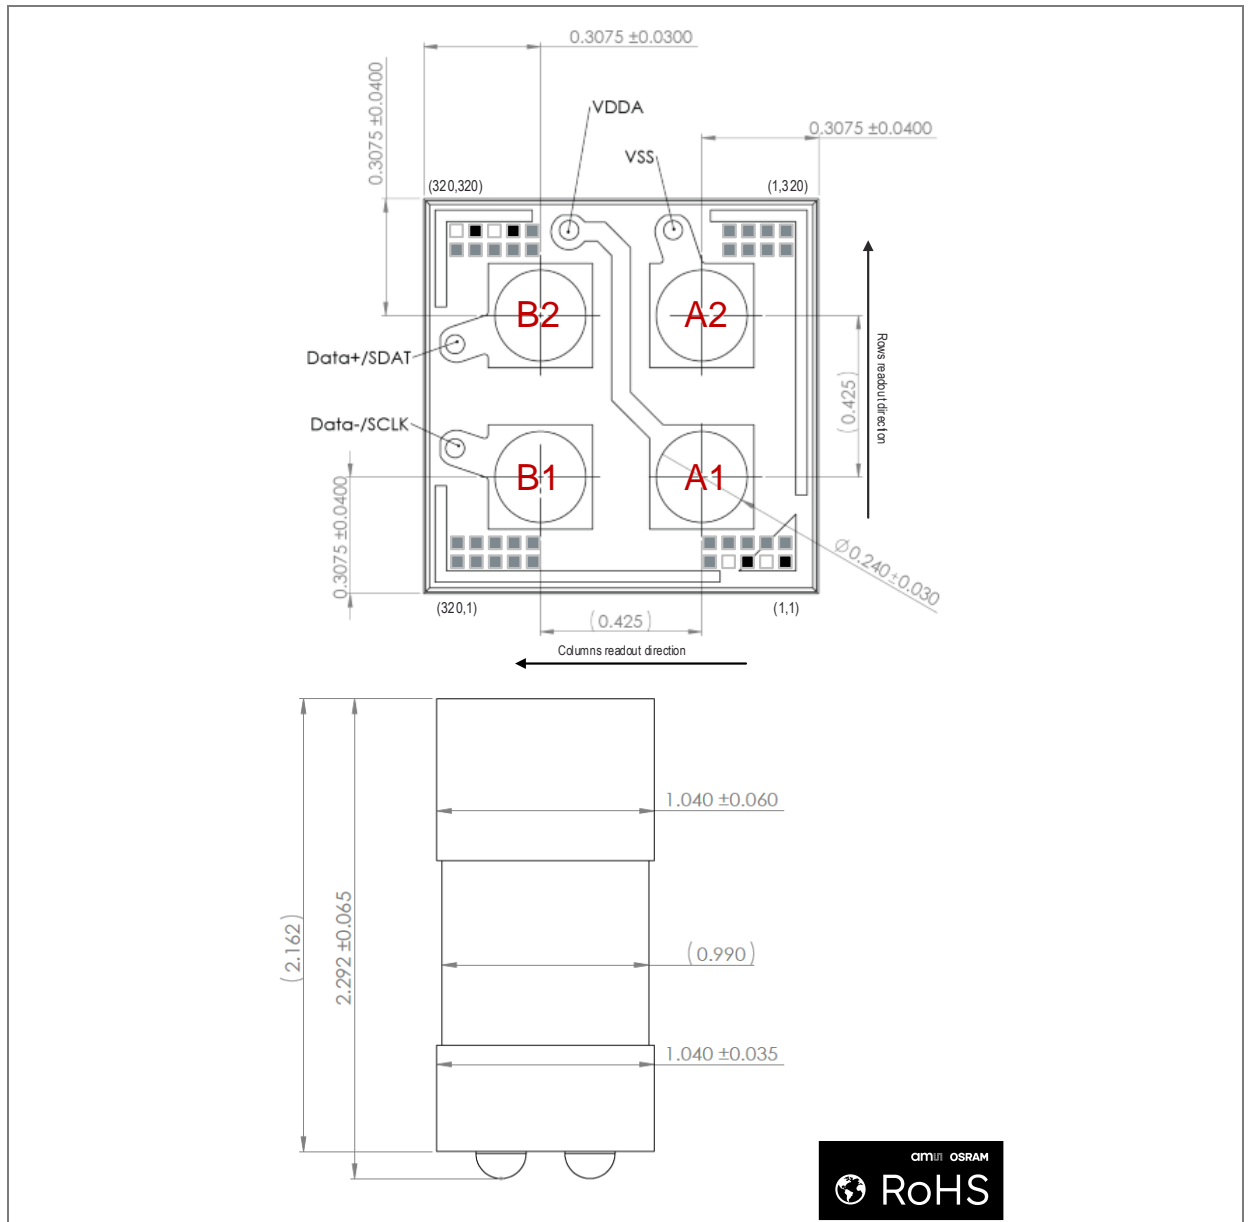 0.3075 ±0.0300
0.3075 ±0.0400
VDDA
0.3075 ±0.0400
VSS
(320,320)
(1,320)
B2
A2
Data+/SDAT
Rows readout direction
(0.425)
Data-/SCLK
B1
A1
0.3075 ±0.0400
Ø0.240±0.030
(320,1)
(1,1)
(0.425)
Columns readout direction
1.040 ±0.060
(2.162)
2.292 ±0.065
(0.990)
1.040 ±0.035
am OSRAM
RoHS